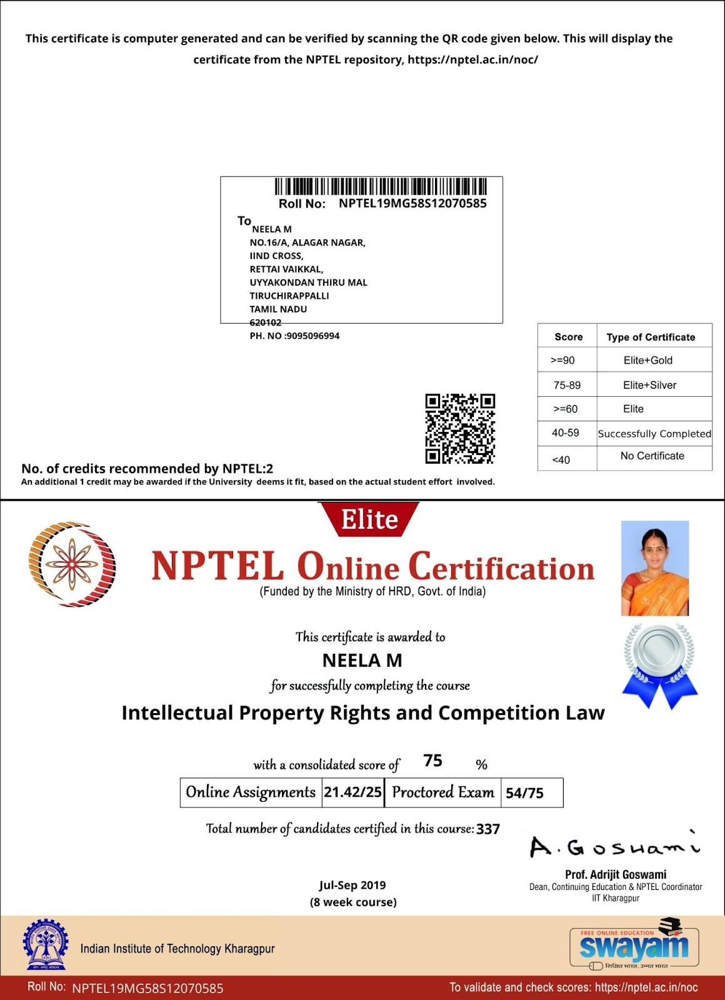 This certificate is computer generated and can be verified by scanning the QR code given below. This will display the
certificate from the NPTEL repository, https://nptel.ac.in/noc/
Roll No: NPTEL19MG58S12070585
To
NEELA M
NO.16/A, ALAGAR NAGAR,
IIND CROSS,
RETTAI VAIKKAL,
UYYAKONDAN THIRU MAL
TIRUCHIRAPPALLI
TAMIL NADU
620102
PH. NO :9095096994
Score Type of Certificate
>=90 Elite+Gold
75-89 Elite+Silver
>=60 Elite
40-59 Successfully Completed
<40 No Certificate
No. of credits recommended by NPTEL:2
An additional 1 credit may be awarded if the University deems it fit, based on the actual student effort involved.
Elite
NPTEL Online Certification
(Funded by the Ministry of HRD, Govt. of India)
This certificate is awarded to
NEELA M
for successfully completing the course
Intellectual Property Rights and Competition Law
with a consolidated score of 75 %
Online Assignments 21.42/25 Proctored Exam 54/75
Total number of candidates certified in this course: 337
A. Goswami
Prof. Adrijit Goswami
Dean, Continuing Education & NPTEL Coordinator
IIT Kharagpur
Jul-Sep 2019
(8 week course)
Indian Institute of Technology Kharagpur
FREE ONLINE EDUCATION
swayam
शिक्षित भारत, उन्नत भारत
Roll No: NPTEL19MG58S12070585
To validate and check scores: https://nptel.ac.in/noc